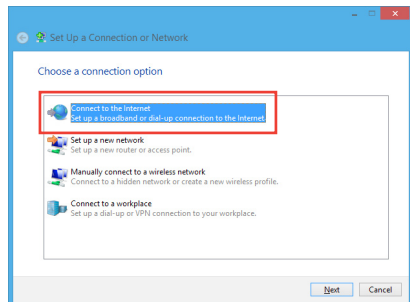 Set Up a Connection or Network
Choose a connection option
Connect to the Internet
Set up a broadband or dial-up connection to the Internet.
Set up a new network
Set up a new router or access point.
Manually connect to a wireless network
Connect to a hidden network or create a new wireless profile.
Connect to a workplace
Set up a dial-up or VPN connection to your workplace.
Next Cancel